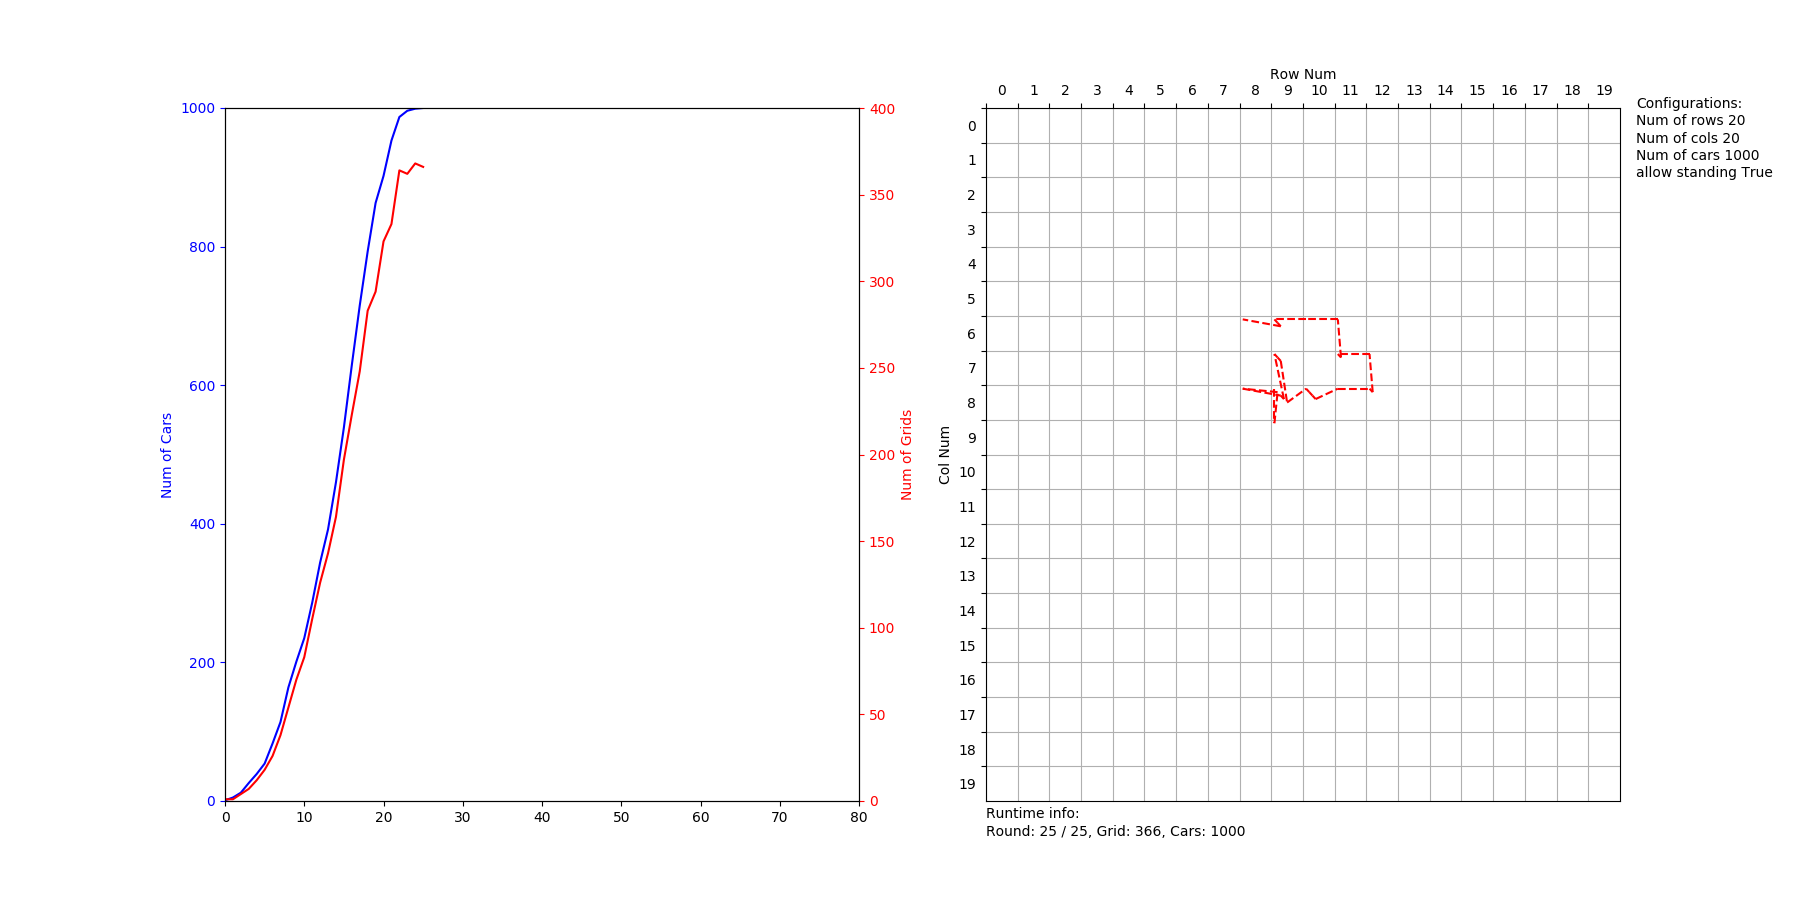 Row Num
0 1 2 3 4 5 6 7 8 9 10 11 12 13 14 15 16 17 18 19
Configurations:
Num of rows 20
Num of cols 20
Num of cars 1000
allow standing True
1000
800
600
400
200
0
Num of Cars
0 10 20 30 40 50 60 70 80
400
350
300
250
200
150
100
50
0
Num of Grids
Col Num
0
1
2
3
4
5
6
7
8
9
10
11
12
13
14
15
16
17
18
19
Runtime info:
Round: 25 / 25, Grid: 366, Cars: 1000